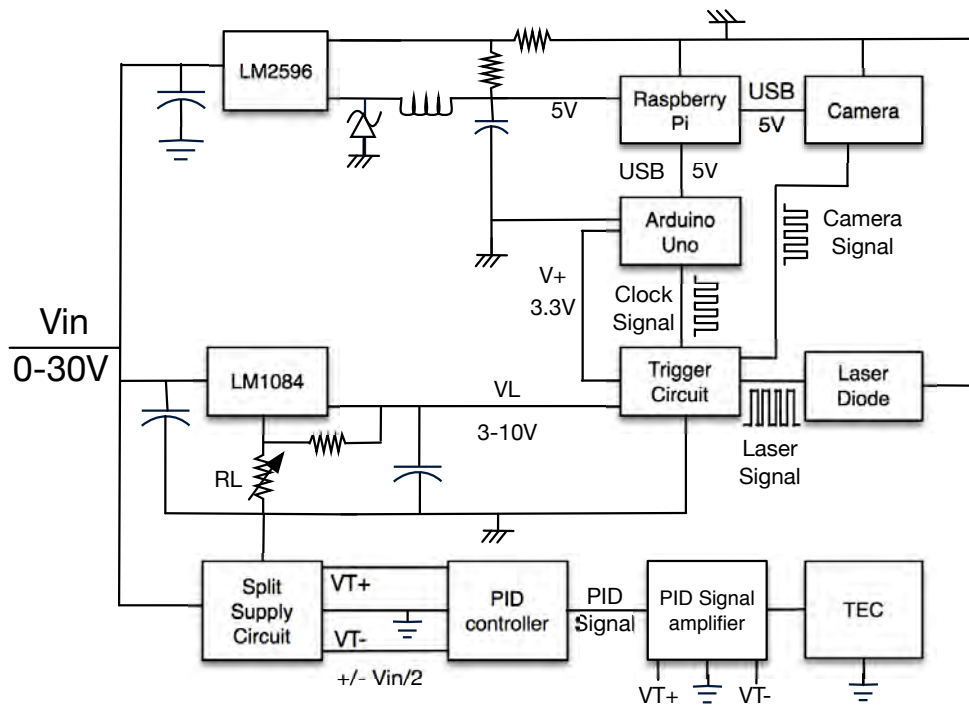 LM2596
5V
Raspberry
Pi
USB
5V
Camera
USB 5V
Arduino
Uno
Camera
Signal
V+
3.3V
Clock
Signal
Vin
0-30V
LM1084
VL
3-10V
Trigger
Circuit
Laser
Diode
Laser
Signal
RL
Split
Supply
Circuit
VT+
VT-
+/- Vin/2
PID
controller
PID
Signal
PID Signal
amplifier
VT+
VT-
TEC